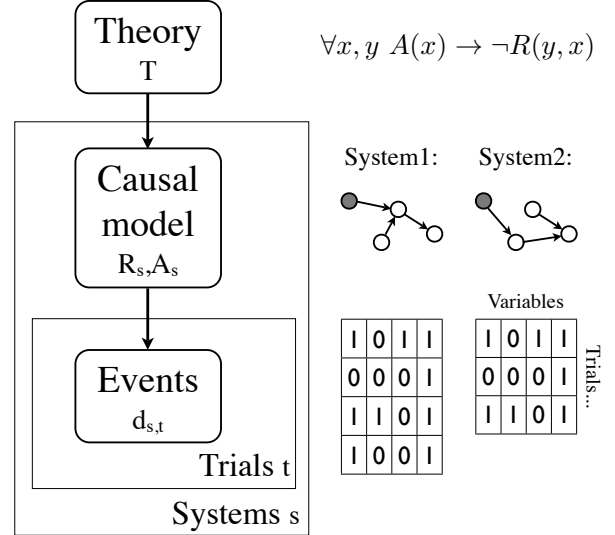 Theory
T
∀x, y A(x) → ¬R(y, x)
Causal
model
Rₛ,Aₛ
System1:
System2:
Variables
Trials...
Events
dₛ,ₜ
Trials t
Systems s
1 0 1 1
0 0 0 1
1 1 0 1
1 0 0 1
1 0 1 1
0 0 0 1
1 1 0 1